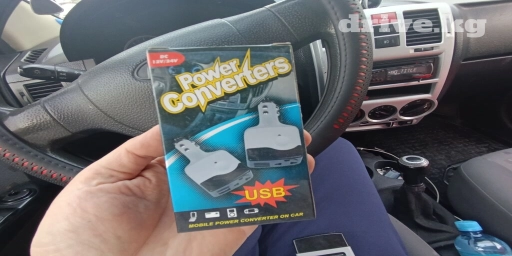 drive.kg
DC
12V/24V
Power
Converters
USB
MOBILE POWER CONVERTER ON CAR